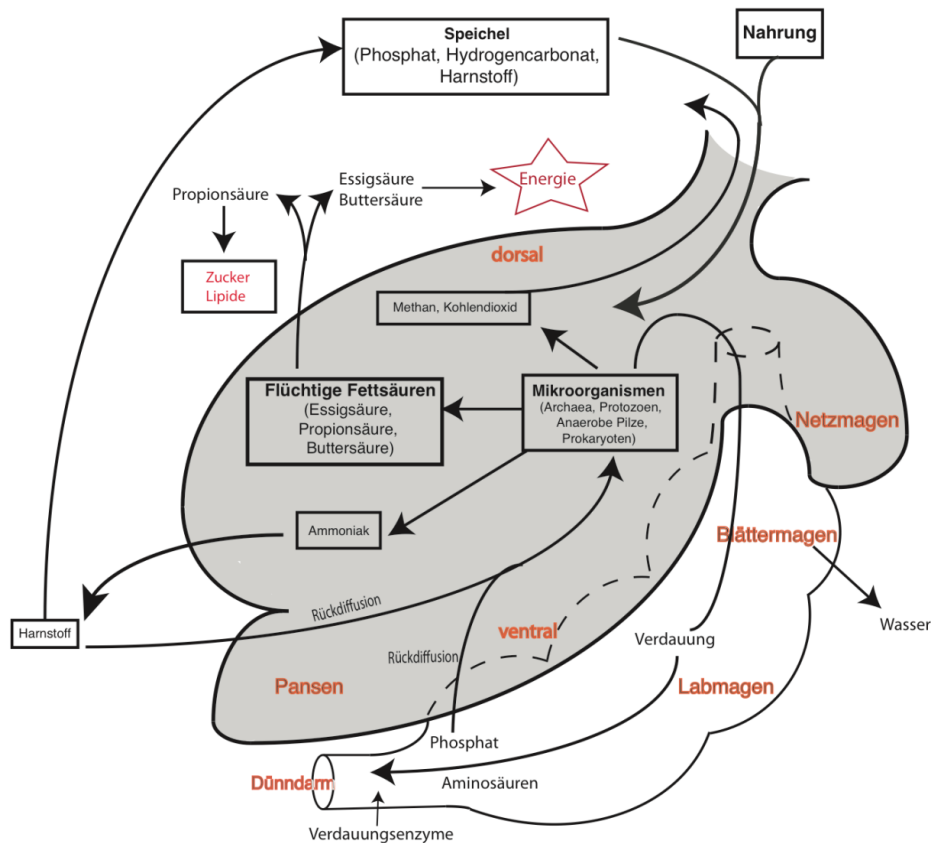 Speichel
(Phosphat, Hydrogencarbonat,
Harnstoff)
Nahrung
Propionsäure
Essigsäure
Buttersäure
Energie
Zucker
Lipide
dorsal
Methan, Kohlendioxid
Flüchtige Fettsäuren
(Essigsäure,
Propionsäure,
Buttersäure)
Mikroorganismen
(Archaea, Protozoen,
Anaerobe Pilze,
Prokaryoten)
Netzmagen
Ammoniak
Blättermagen
Rückdiffusion
Harnstoff
Wasser
ventral
Verdauung
Rückdiffusion
Pansen
Labmagen
Phosphat
Dünndarm
Aminosäuren
Verdauungsenzyme